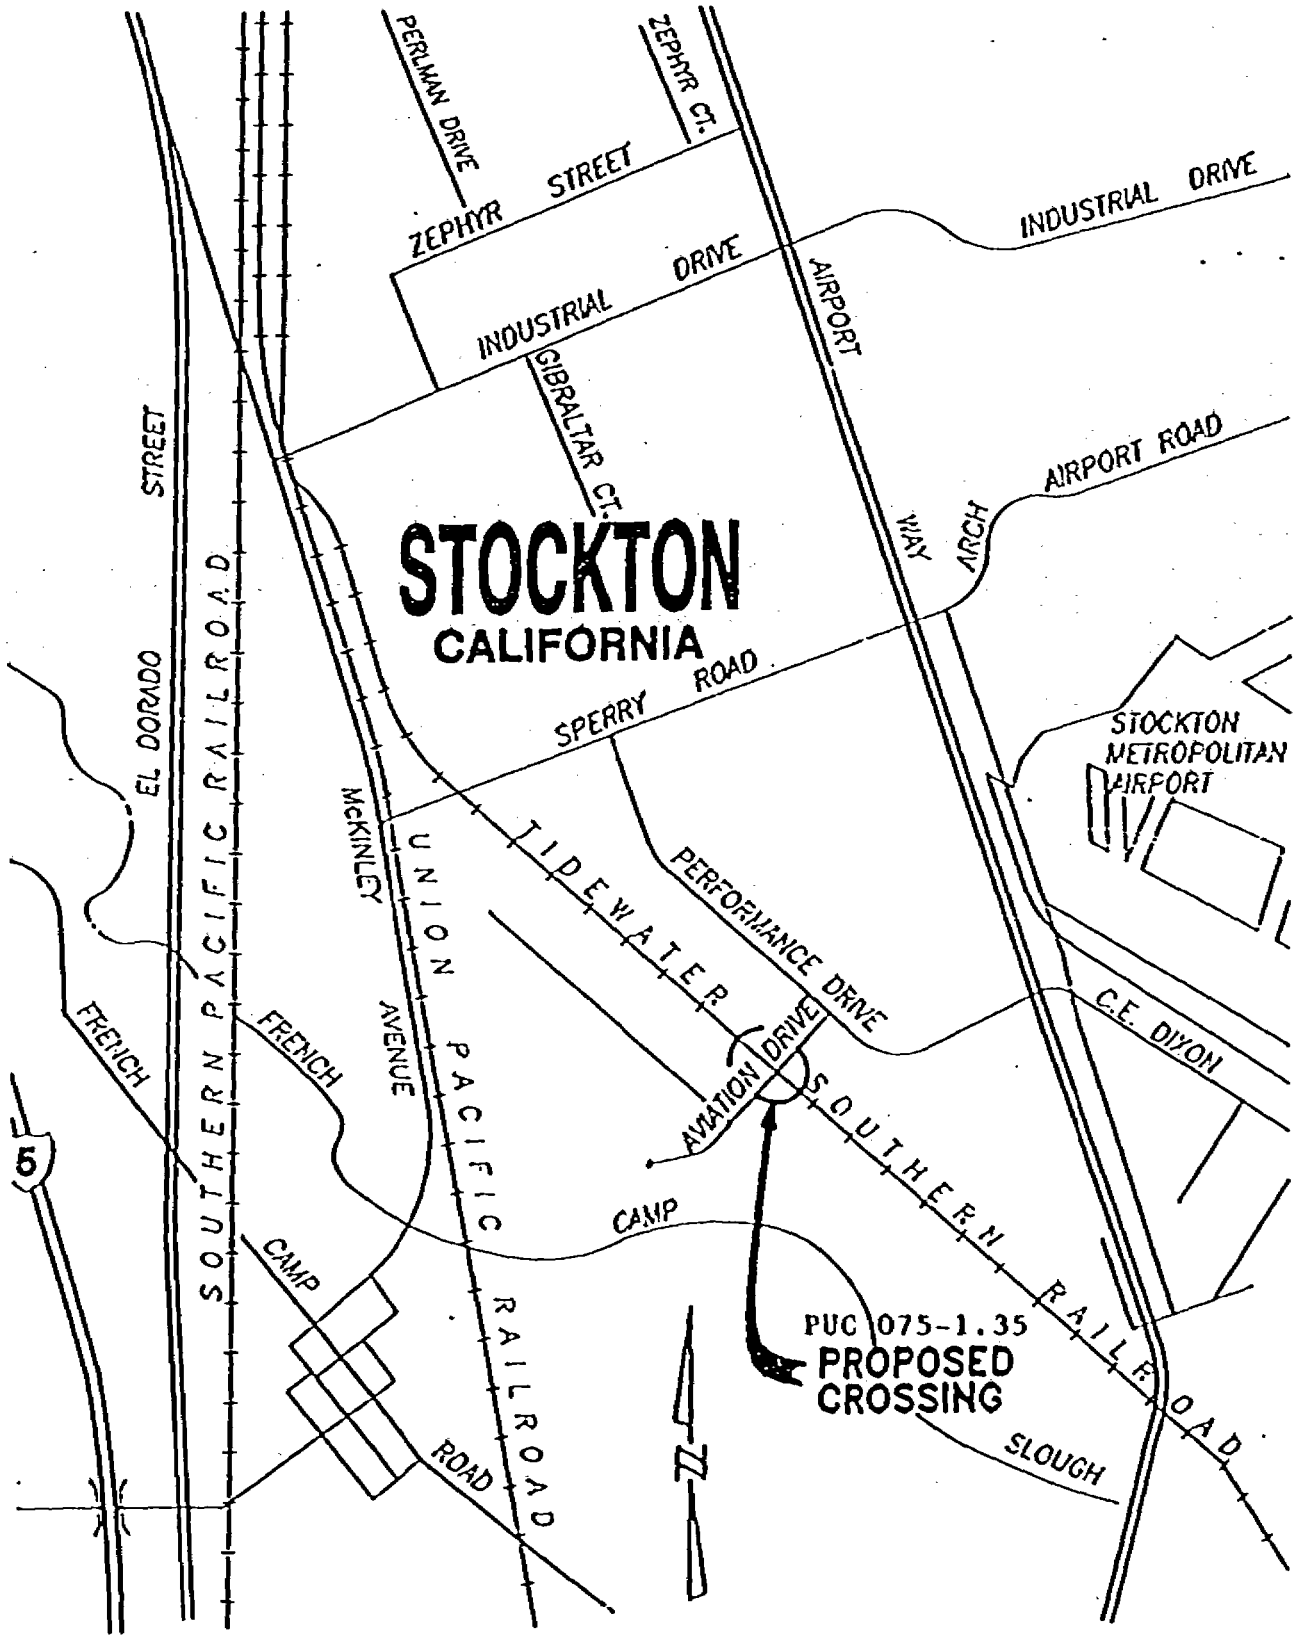 PERLMAN DRIVE
ZEPHYR CT.
ZEPHYR STREET
INDUSTRIAL DRIVE
INDUSTRIAL DRIVE
AIRPORT WAY
GIBRALTAR CT.
ARCH AIRPORT ROAD
EL DORADO STREET
SOUTHERN PACIFIC RAILROAD
STOCKTON
CALIFORNIA
SPERRY ROAD
STOCKTON
METROPOLITAN
AIRPORT
McKINLEY AVENUE
UNION PACIFIC RAILROAD
TIDEWATER SOUTHERN RAILROAD
PERFORMANCE DRIVE
AVIATION DRIVE
C.E. DIXON
FRENCH
FRENCH
CAMP
SLOUGH
5
CAMP
ROAD
N
PUC 075-1.35
PROPOSED
CROSSING